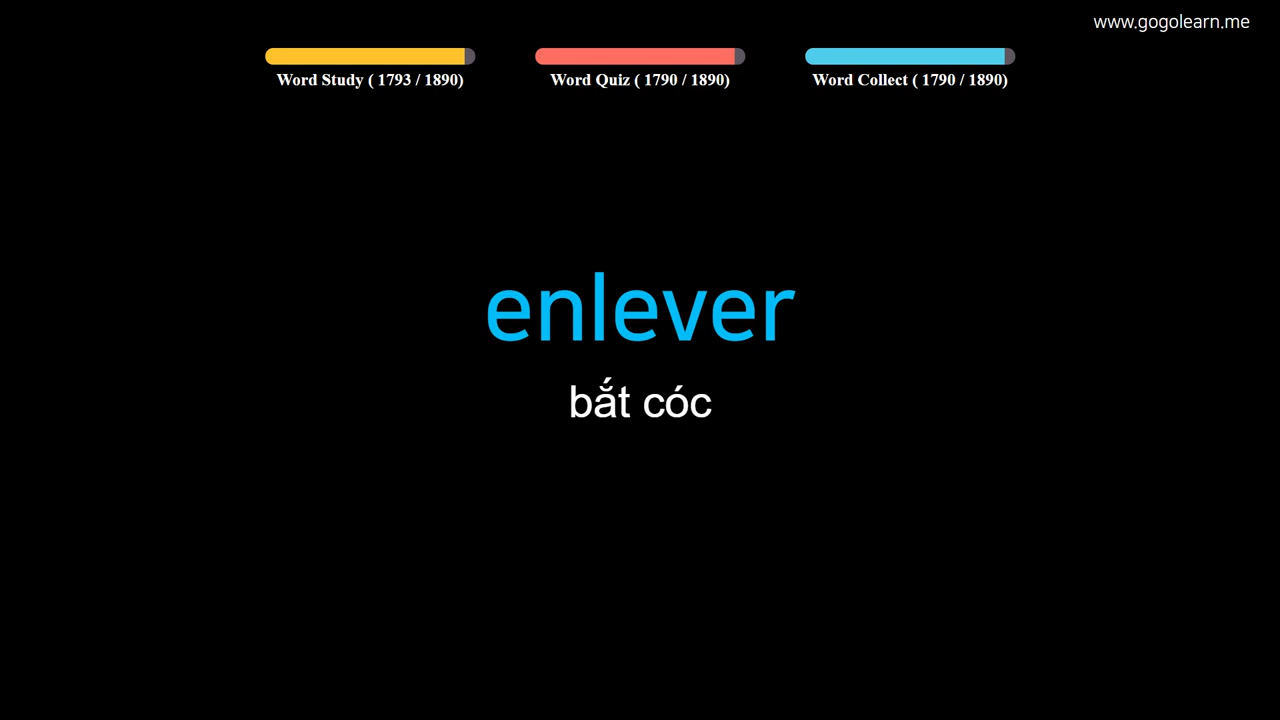 www.gogolearn.me
Word Study ( 1793 / 1890)
Word Quiz ( 1790 / 1890)
Word Collect ( 1790 / 1890)
enlever
bắt cóc